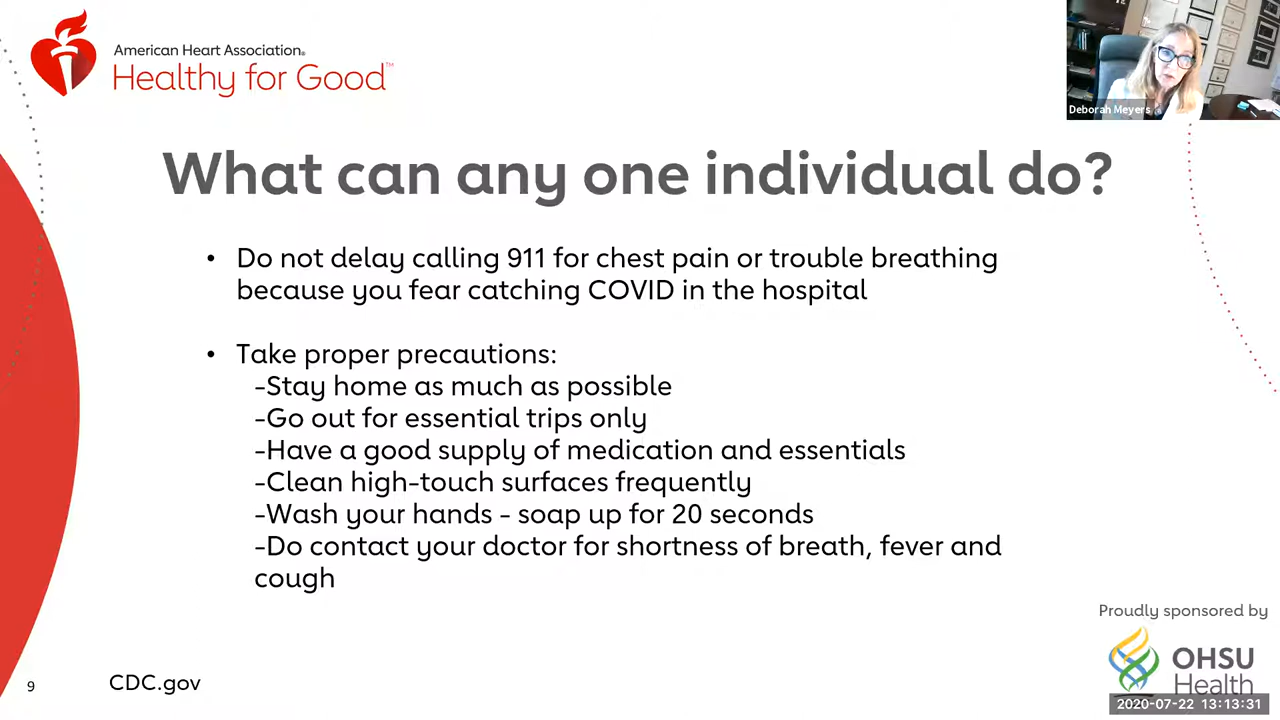 American Heart Association®
Healthy for Good™
Deborah Meyers
What can any one individual do?
• Do not delay calling 911 for chest pain or trouble breathing
because you fear catching COVID in the hospital
• Take proper precautions:
-Stay home as much as possible
-Go out for essential trips only
-Have a good supply of medication and essentials
-Clean high-touch surfaces frequently
-Wash your hands - soap up for 20 seconds
-Do contact your doctor for shortness of breath, fever and
cough
Proudly sponsored by
OHSU
Health
9
CDC.gov
2020-07-22 13:13:31